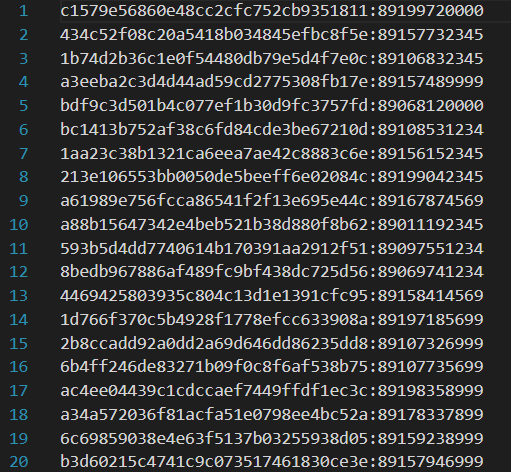 1 c1579e56860e48cc2cfc752cb9351811:89199720000
2 434c52f08c20a5418b034845efbc8f5e:89157732345
3 1b74d2b36c1e0f54480db79e5d4f7e0c:89106832345
4 a3eeba2c3d4d44ad59cd2775308fb17e:89157489999
5 bdf9c3d501b4c077ef1b30d9fc3757fd:89068120000
6 bc1413b752af38c6fd84cde3be67210d:89108531234
7 1aa23c38b1321ca6eea7ae42c8883c6e:89156152345
8 213e106553bb0050de5beeff6e02084c:89199042345
9 a61989e756fcca86541f2f13e695e44c:89167874569
10 a88b15647342e4beb521b38d880f8b62:89011192345
11 593b5d4dd7740614b170391aa2912f51:89097551234
12 8bedb967886af489fc9bf438dc725d56:89069741234
13 4469425803935c804c13d1e1391cfc95:89158414569
14 1d766f370c5b4928f1778efcc633908a:89197185699
15 2b8ccadd92a0dd2a69d646dd86235dd8:89107326999
16 6b4ff246de83271b09f0c8f6af538b75:89107735699
17 ac4ee04439c1cdccaef7449ffdf1ec3c:89198358999
18 a34a572036f81acfa51e0798ee4bc52a:89178337899
19 6c69859038e4e63f5137b03255938d05:89159238999
20 b3d60215c4741c9c073517461830ce3e:89157946999